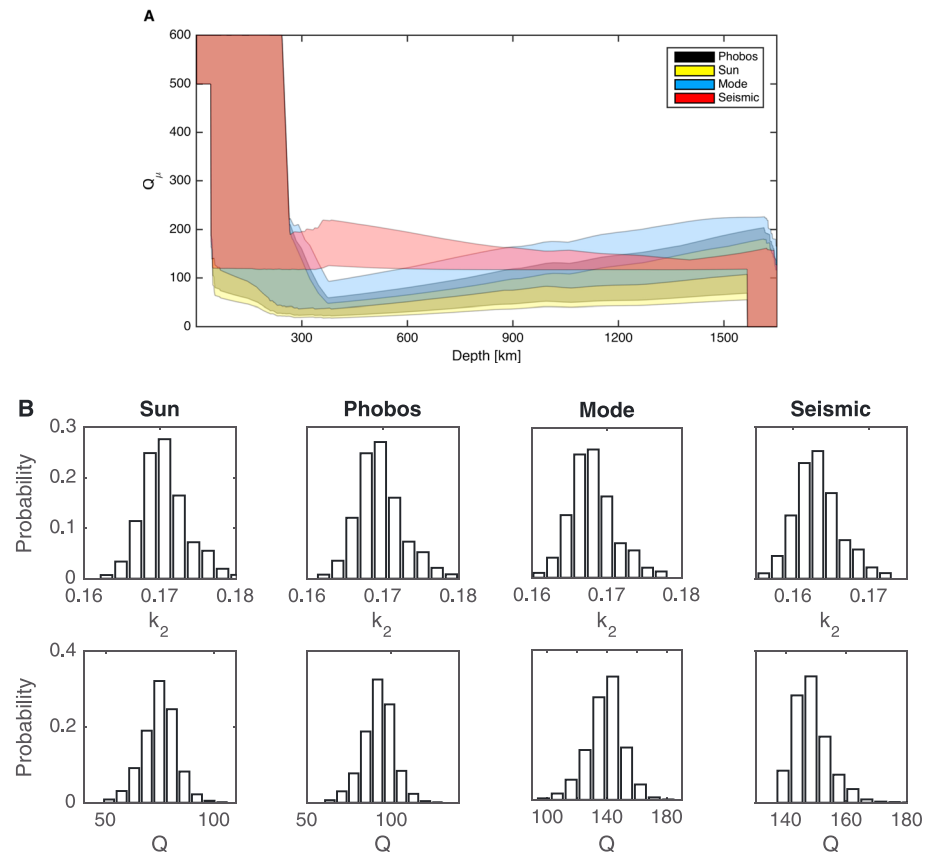 A
600
500
400
300
200
100
0
Qμ
300
600
900
1200
1500
Depth [km]
Phobos
Sun
Mode
Seismic
B
Sun
Phobos
Mode
Seismic
Probability
0.3
0.2
0.1
0
0.16 0.17 0.18
k2
0.16 0.17 0.18
k2
0.16 0.17 0.18
k2
0.16 0.17
k2
Probability
0.4
0.2
0
50 100
Q
50 100
Q
100 140 180
Q
140 160 180
Q